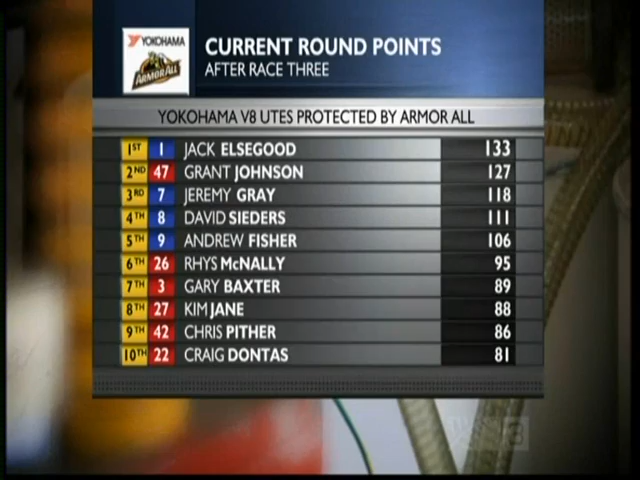 YOKOHAMA
ARMOR ALL
CURRENT ROUND POINTS
AFTER RACE THREE
YOKOHAMA V8 UTES PROTECTED BY ARMOR ALL
1ST 1 JACK ELSEGOOD 133
2ND 47 GRANT JOHNSON 127
3RD 7 JEREMY GRAY 118
4TH 8 DAVID SIEDERS 111
5TH 9 ANDREW FISHER 106
6TH 26 RHYS McNALLY 95
7TH 3 GARY BAXTER 89
8TH 27 KIM JANE 88
9TH 42 CHRIS PITHER 86
10TH 22 CRAIG DONTAS 81